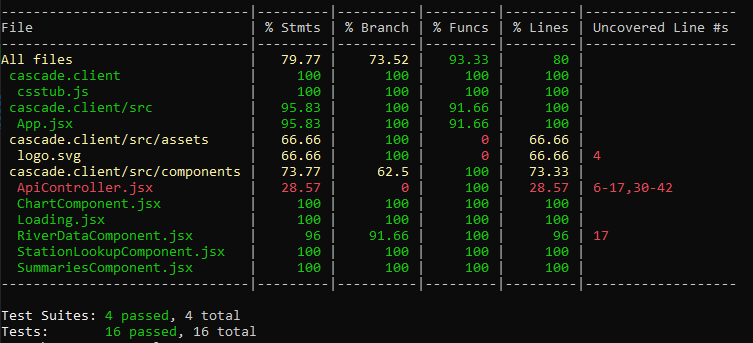 -------------------------------|---------|----------|---------|---------|-------------------
File                           | % Stmts | % Branch | % Funcs | % Lines | Uncovered Line #s
-------------------------------|---------|----------|---------|---------|-------------------
All files                      |   79.77 |    73.52 |   93.33 |      80 |
 cascade.client                |     100 |      100 |     100 |     100 |
  csstub.js                    |     100 |      100 |     100 |     100 |
 cascade.client/src            |   95.83 |      100 |   91.66 |     100 |
  App.jsx                      |   95.83 |      100 |   91.66 |     100 |
 cascade.client/src/assets     |   66.66 |      100 |       0 |   66.66 |
  logo.svg                     |   66.66 |      100 |       0 |   66.66 | 4
 cascade.client/src/components |   73.77 |     62.5 |     100 |   73.33 |
  ApiController.jsx            |   28.57 |        0 |     100 |   28.57 | 6-17,30-42
  ChartComponent.jsx           |     100 |      100 |     100 |     100 |
  Loading.jsx                  |     100 |      100 |     100 |     100 |
  RiverDataComponent.jsx       |      96 |    91.66 |     100 |      96 | 17
  StationLookupComponent.jsx   |     100 |      100 |     100 |     100 |
  SummariesComponent.jsx       |     100 |      100 |     100 |     100 |
-------------------------------|---------|----------|---------|---------|-------------------
Test Suites: 4 passed, 4 total
Tests:       16 passed, 16 total